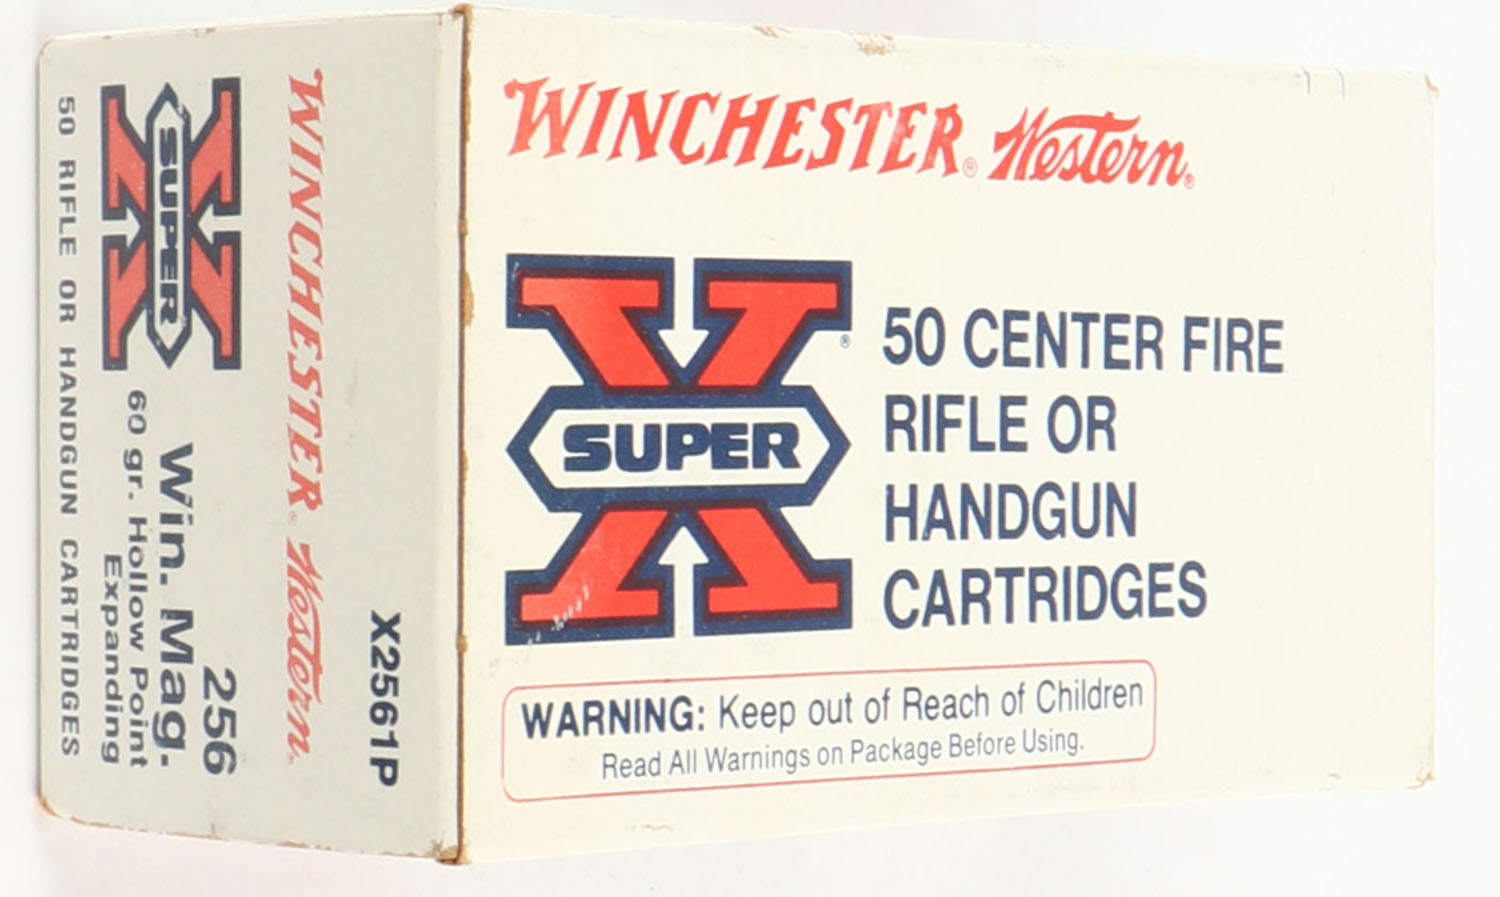 WINCHESTER® Western®
X
SUPER
®
50 CENTER FIRE
RIFLE OR
HANDGUN
CARTRIDGES
WARNING: Keep out of Reach of Children
Read All Warnings on Package Before Using.
X2561P
WINCHESTER® Western®
X
SUPER
256
Win. Mag.
60 gr. Hollow Point
Expanding
50 RIFLE OR HANDGUN CARTRIDGES